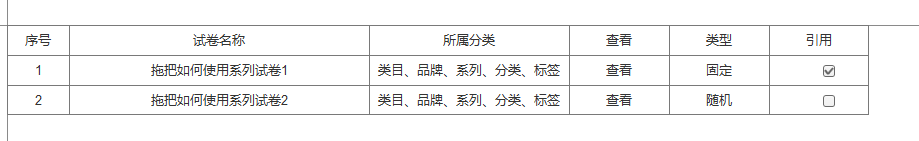 序号 试卷名称 所属分类 查看 类型 引用
1 拖把如何使用系列试卷1 类目、品牌、系列、分类、标签 查看 固定
2 拖把如何使用系列试卷2 类目、品牌、系列、分类、标签 查看 随机